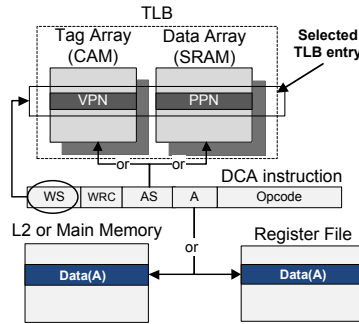 TLB
Tag Array
(CAM)
Data Array
(SRAM)
Selected
TLB entry
VPN
PPN
or
or
DCA instruction
WS
WRC
AS
A
Opcode
L2 or Main Memory
or
Register File
Data(A)
Data(A)